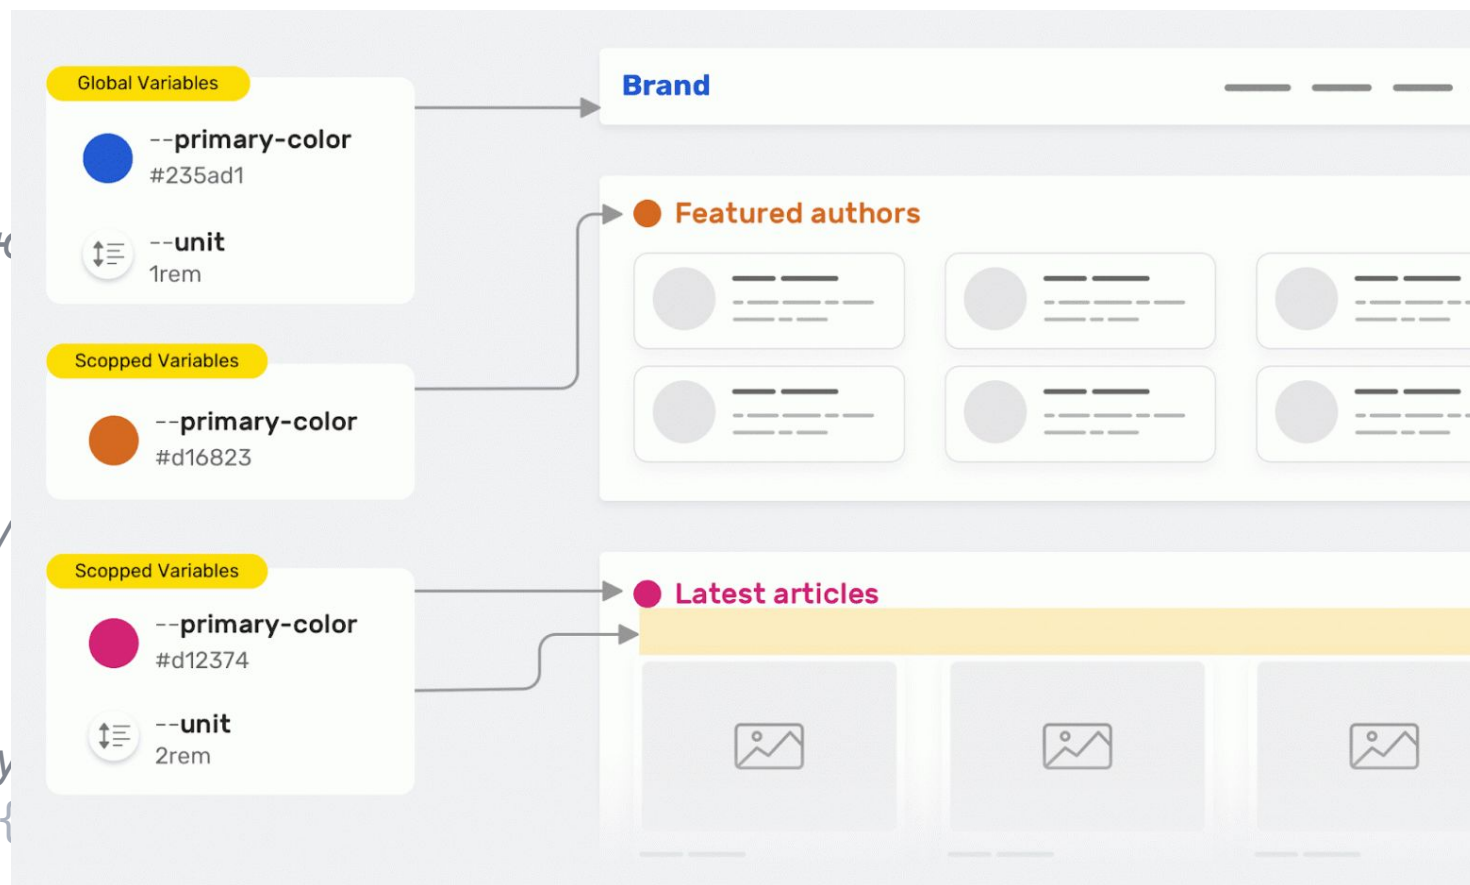 Global Variables
--primary-color
#235ad1
--unit
1rem
Scopped Variables
--primary-color
#d16823
Scopped Variables
--primary-color
#d12374
--unit
2rem
Brand
Featured authors
Latest articles